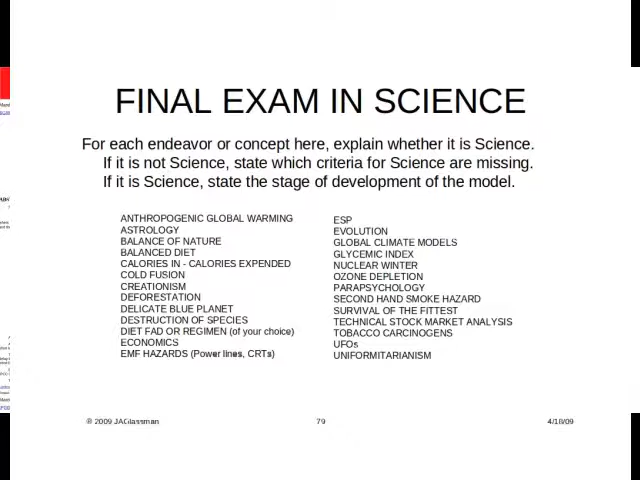 FINAL EXAM IN SCIENCE
For each endeavor or concept here, explain whether it is Science.
If it is not Science, state which criteria for Science are missing.
If it is Science, state the stage of development of the model.
ANTHROPOGENIC GLOBAL WARMING
ASTROLOGY
BALANCE OF NATURE
BALANCED DIET
CALORIES IN - CALORIES EXPENDED
COLD FUSION
CREATIONISM
DEFORESTATION
DELICATE BLUE PLANET
DESTRUCTION OF SPECIES
DIET FAD OR REGIMEN (of your choice)
ECONOMICS
EMF HAZARDS (Power lines, CRTs)
ESP
EVOLUTION
GLOBAL CLIMATE MODELS
GLYCEMIC INDEX
NUCLEAR WINTER
OZONE DEPLETION
PARAPSYCHOLOGY
SECOND HAND SMOKE HAZARD
SURVIVAL OF THE FITTEST
TECHNICAL STOCK MARKET ANALYSIS
TOBACCO CARCINOGENS
UFOs
UNIFORMITARIANISM
© 2009 JAGlassman
79
4/18/09